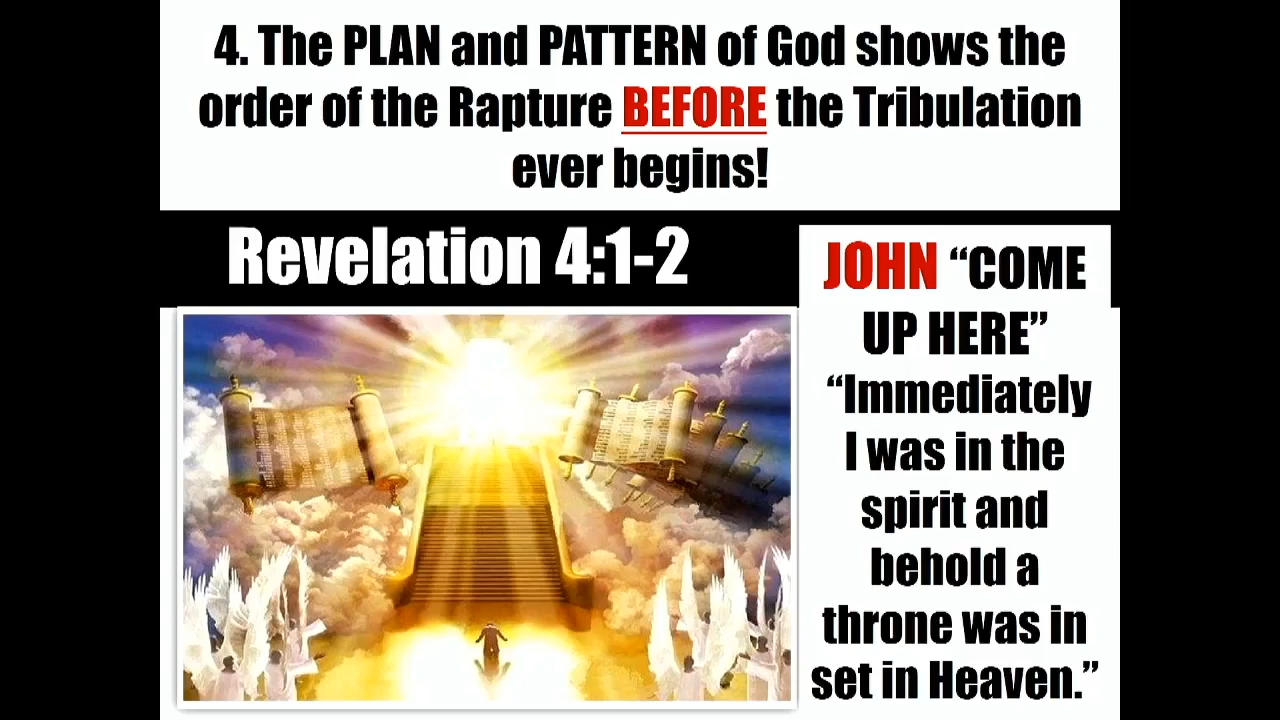 4. The PLAN and PATTERN of God shows the
order of the Rapture BEFORE the Tribulation
ever begins!
Revelation 4:1-2
JOHN “COME
UP HERE”
“Immediately
I was in the
spirit and
behold a
throne was in
set in Heaven.”